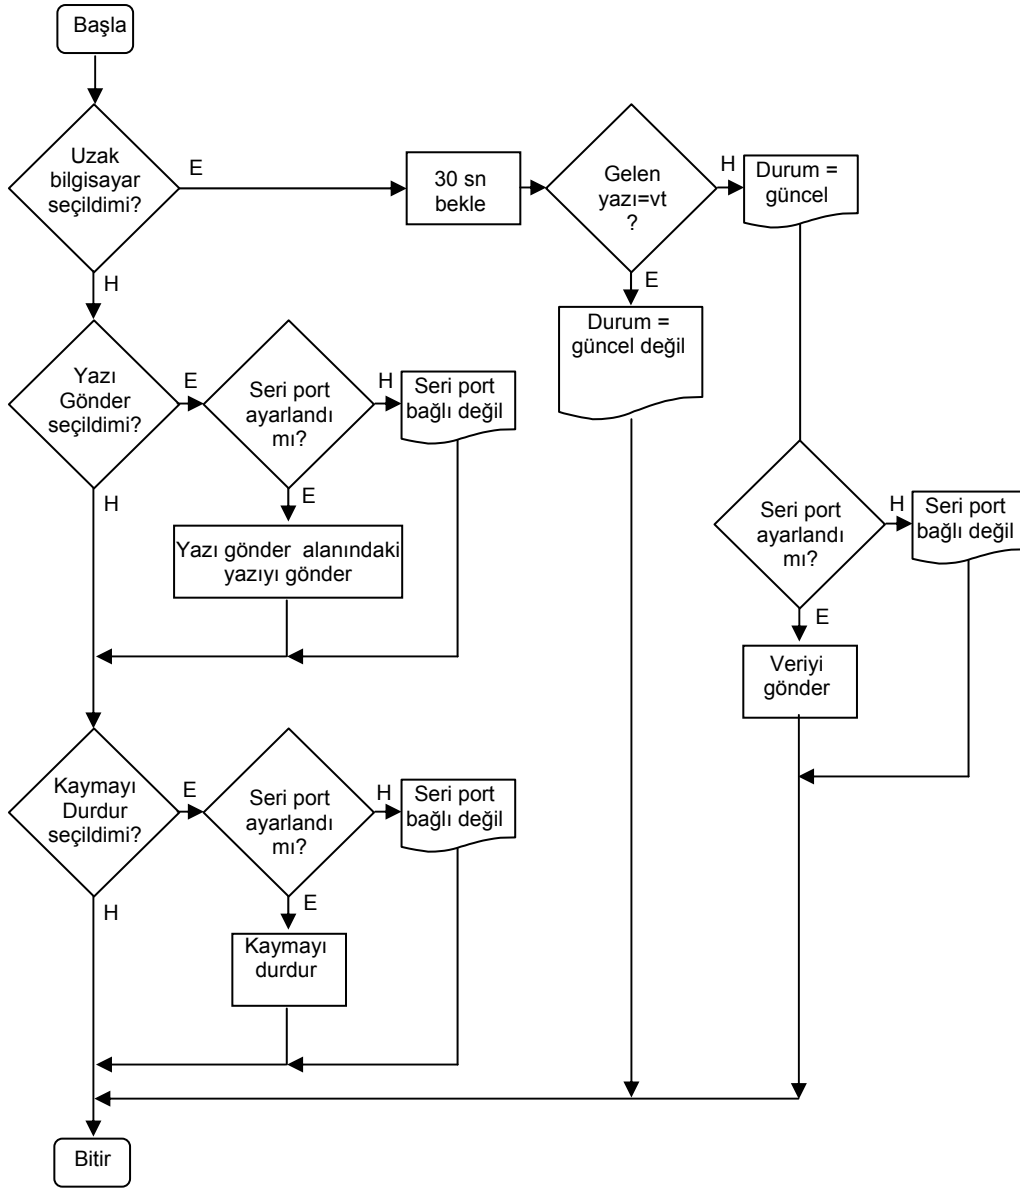 Başla
Uzak
bilgisayar
seçildimi?
E
30 sn
bekle
Gelen
yazı=vt
?
H
Durum =
güncel
H
E
Durum =
güncel değil
Yazı
Gönder
seçildimi?
E
Seri port
ayarlandı
mı?
H
Seri port
bağlı değil
H
E
Yazı gönder alanındaki
yazıyı gönder
Seri port
ayarlandı
mı?
H
Seri port
bağlı değil
E
Veriyi
gönder
Kaymayı
Durdur
seçildimi?
E
Seri port
ayarlandı
mı?
H
Seri port
bağlı değil
H
E
Kaymayı
durdur
Bitir